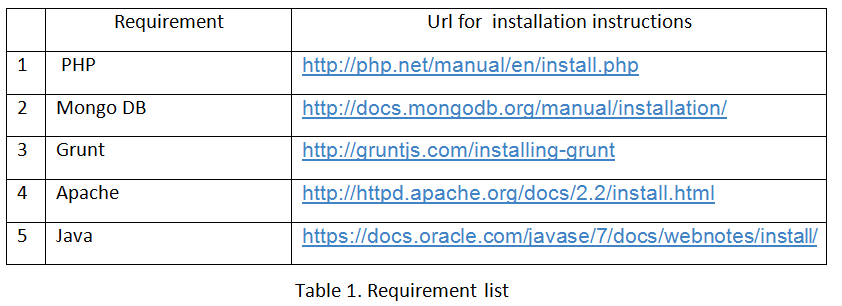 Requirement Url for installation instructions
1 PHP http://php.net/manual/en/install.php
2 Mongo DB http://docs.mongodb.org/manual/installation/
3 Grunt http://gruntjs.com/installing-grunt
4 Apache http://httpd.apache.org/docs/2.2/install.html
5 Java https://docs.oracle.com/javase/7/docs/webnotes/install/
Table 1. Requirement list